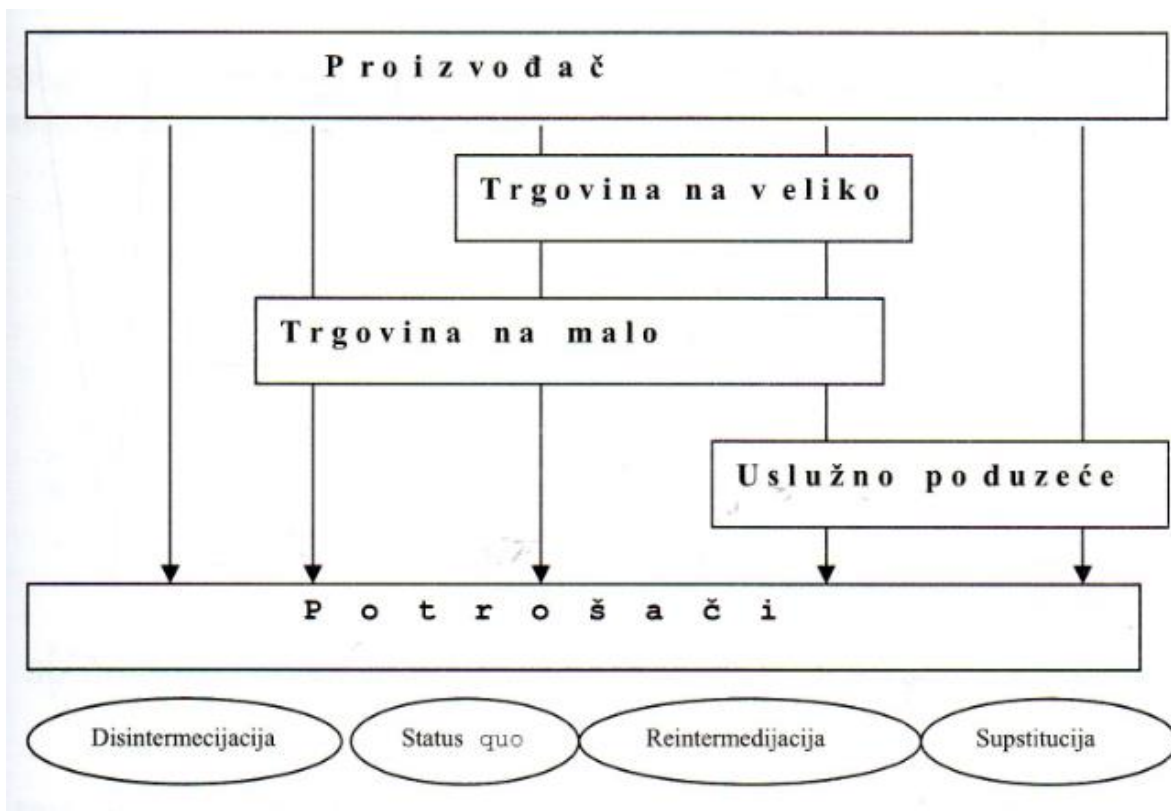 Proizvođač
Trgovina na veliko
Trgovina na malo
Uslužno poduzeće
Potrošači
Disintermecijacija
Status quo
Reintermedijacija
Supstitucija